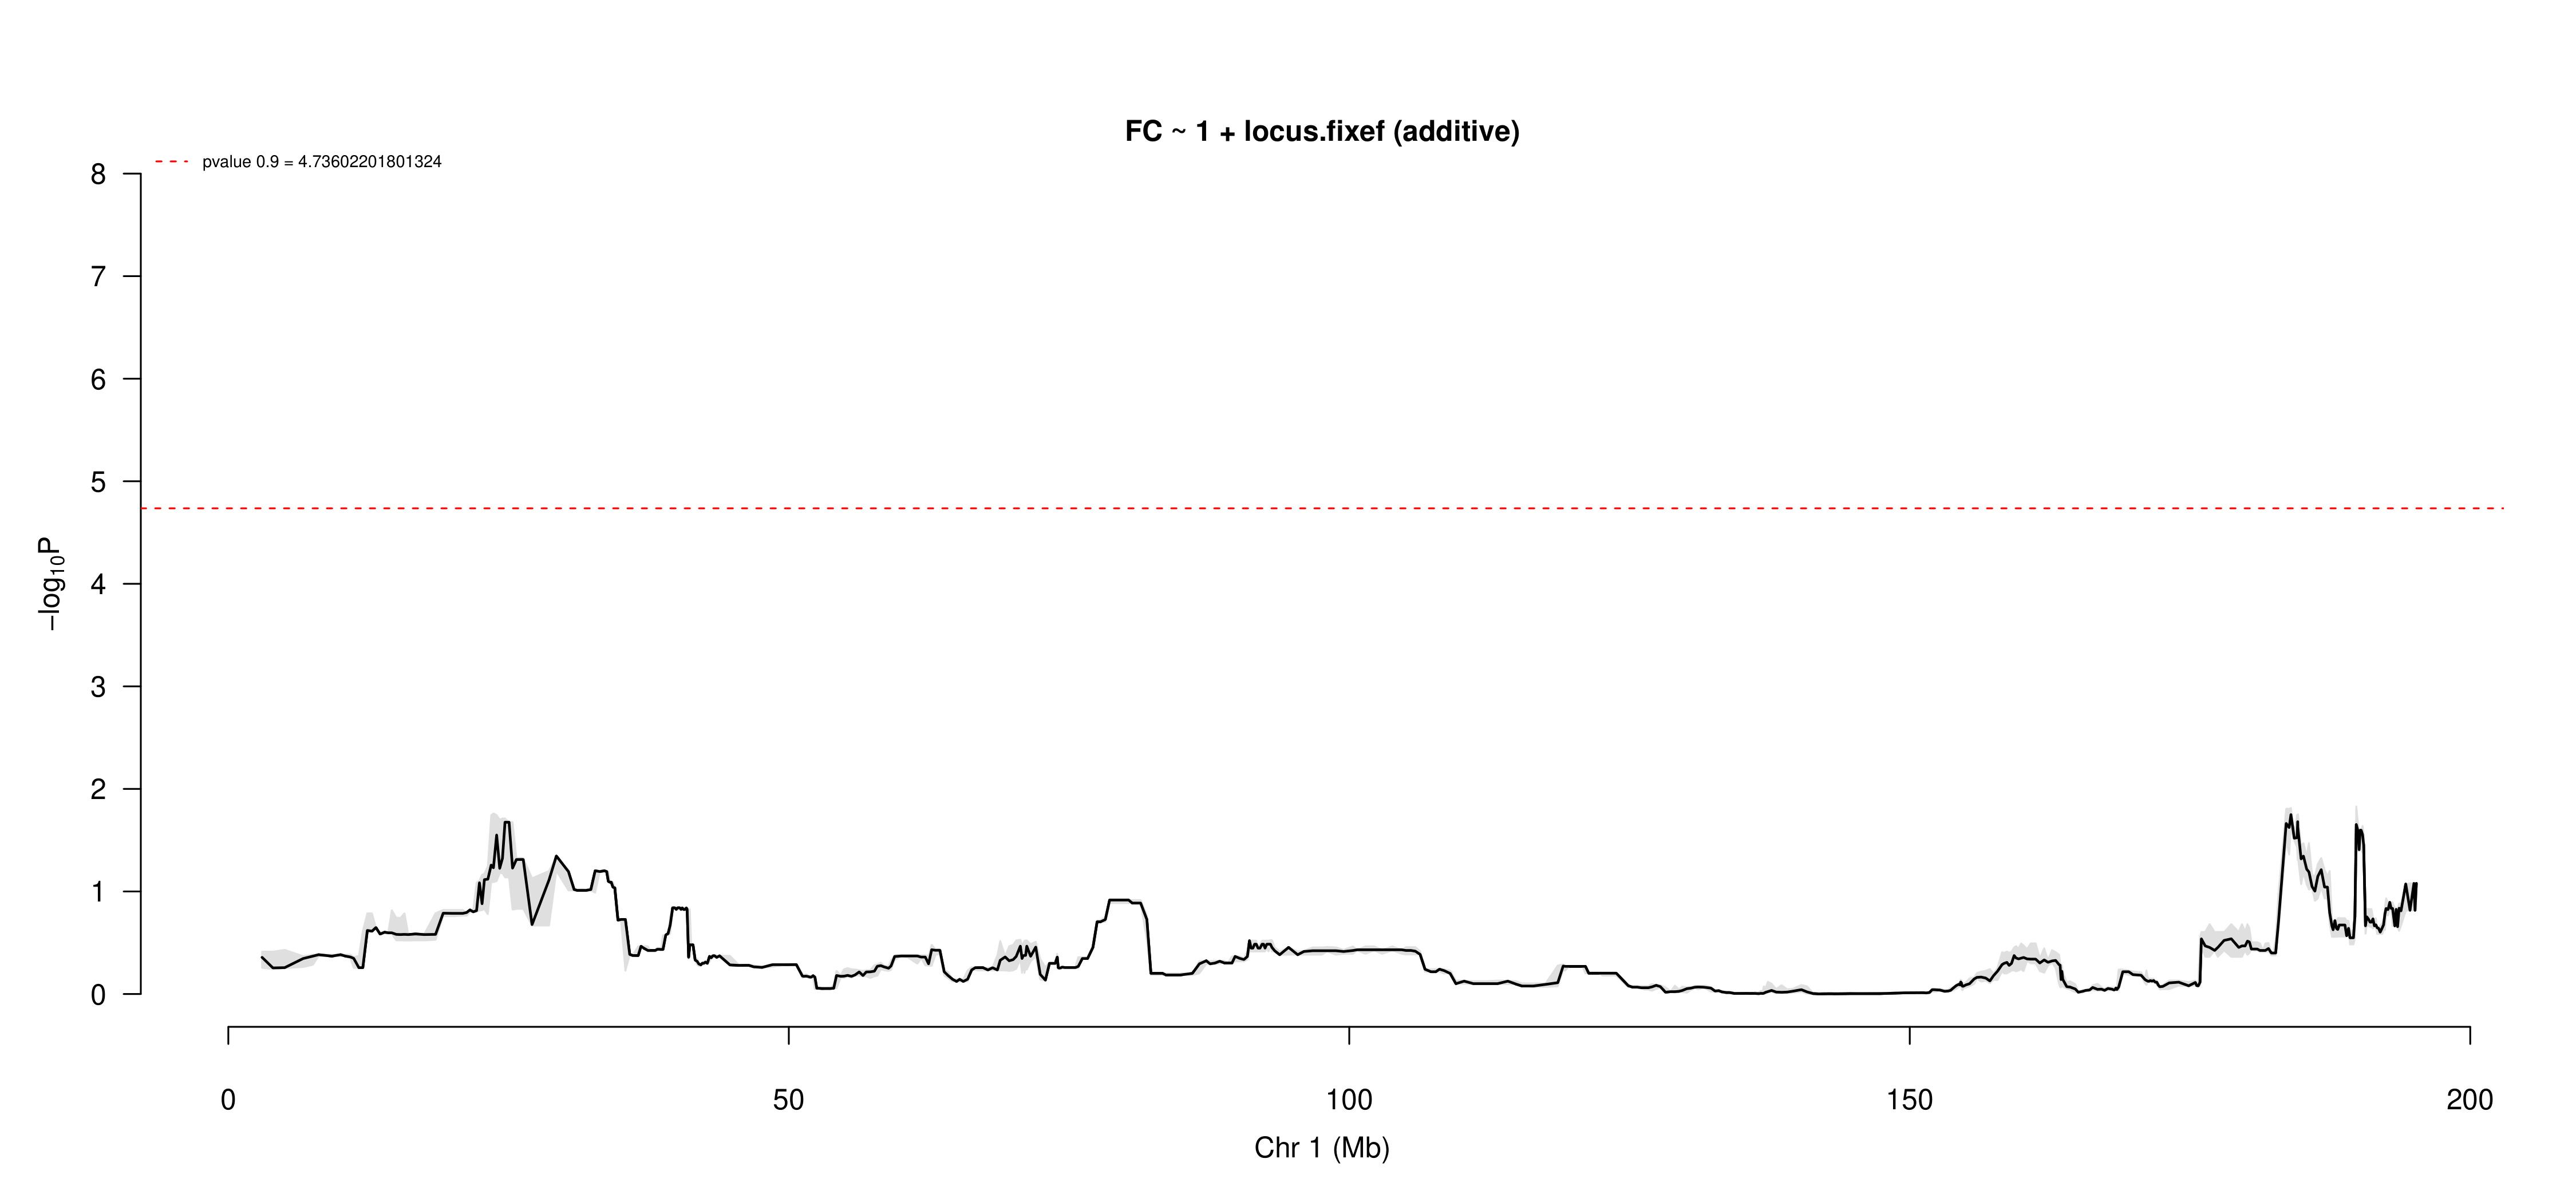 FC ~ 1 + locus.fixef (additive)
pvalue 0.9 = 4.73602201801324
8
7
6
5
4
3
2
1
0
−log10P
0 50 100 150 200
Chr 1 (Mb)